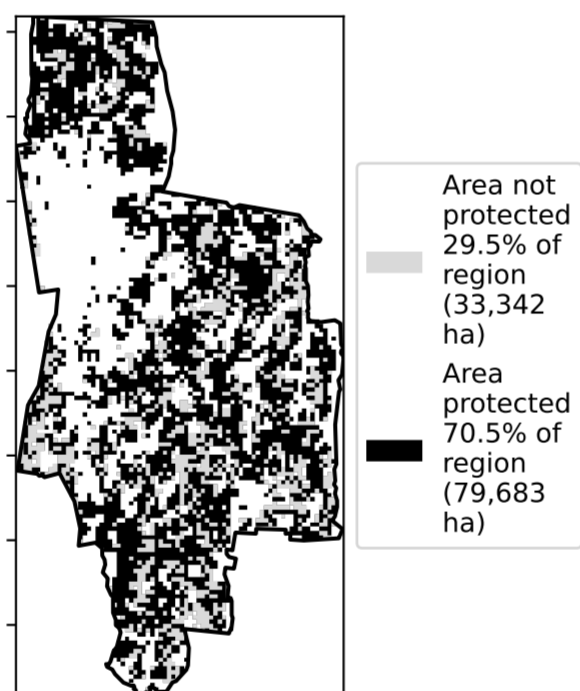 Area not
protected
29.5% of
region
(33,342
ha)
Area
protected
70.5% of
region
(79,683
ha)